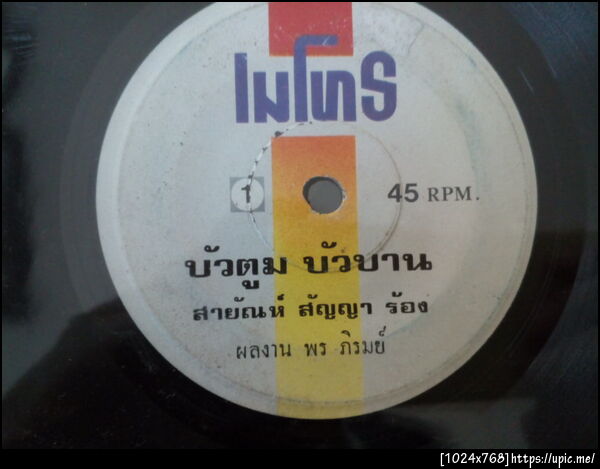 เมโทร
1
45 RPM.
บัวตูม บัวบาน
สายัณห์ สัญญา ร้อง
ผลงาน พร ภิรมย์
[1024x768]https://upic.me/